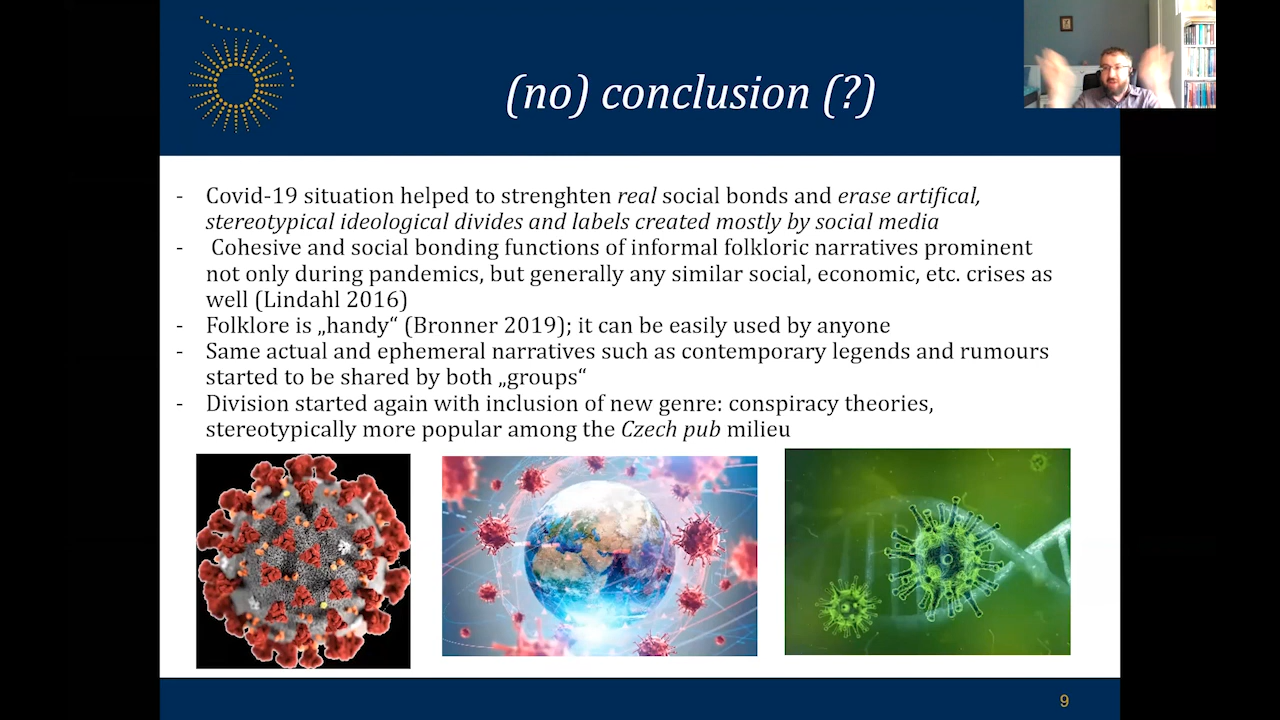 (no) conclusion (?)
- Covid-19 situation helped to strenghten real social bonds and erase artifical,
stereotypical ideological divides and labels created mostly by social media
- Cohesive and social bonding functions of informal folkloric narratives prominent
not only during pandemics, but generally any similar social, economic, etc. crises as
well (Lindahl 2016)
- Folklore is „handy“ (Bronner 2019); it can be easily used by anyone
- Same actual and ephemeral narratives such as contemporary legends and rumours
started to be shared by both „groups“
- Division started again with inclusion of new genre: conspiracy theories,
stereotypically more popular among the Czech pub milieu
9